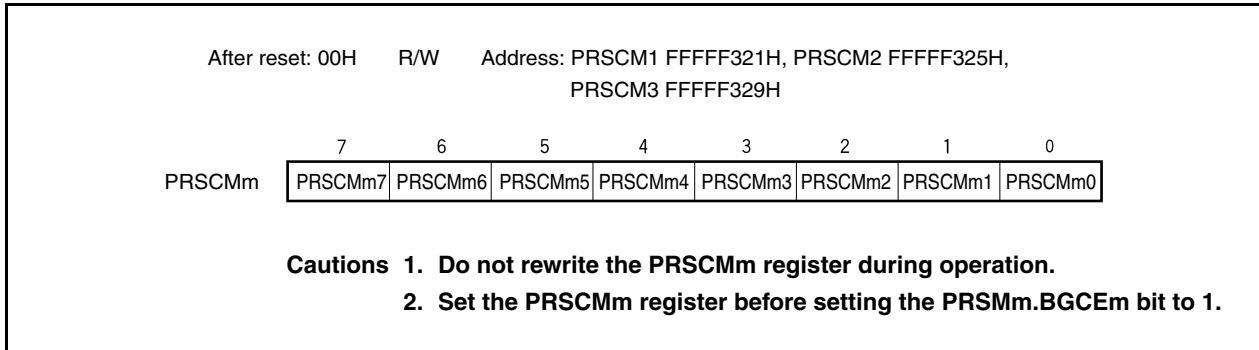 After reset: 00H R/W Address: PRSCM1 FFFFF321H, PRSCM2 FFFFF325H,
PRSCM3 FFFFF329H
7 6 5 4 3 2 1 0
PRSCMm PRSCMm7 PRSCMm6 PRSCMm5 PRSCMm4 PRSCMm3 PRSCMm2 PRSCMm1 PRSCMm0
Cautions 1. Do not rewrite the PRSCMm register during operation.
2. Set the PRSCMm register before setting the PRSMm.BGCEm bit to 1.